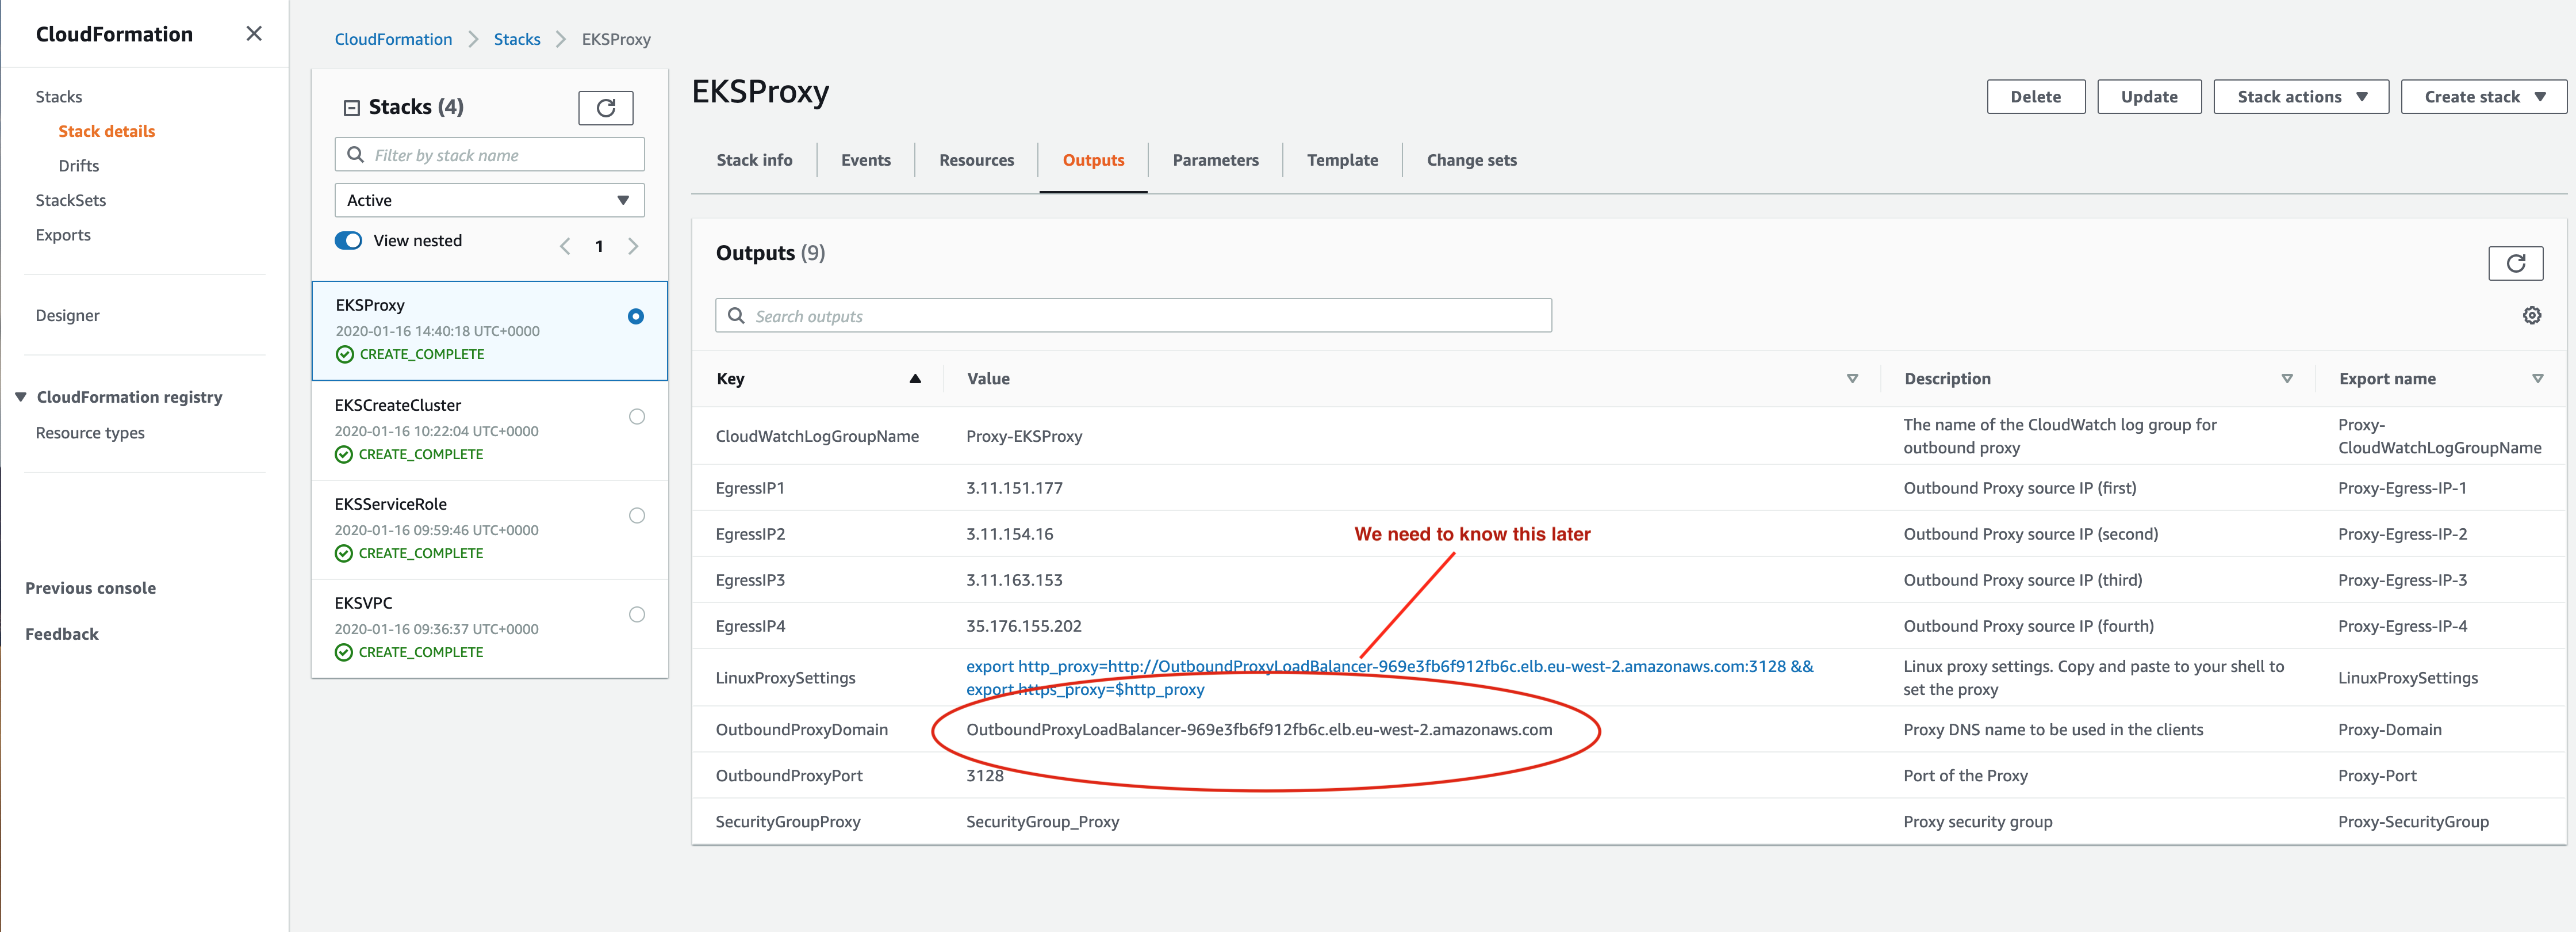 CloudFormation
Stacks
Stack details
Drifts
StackSets
Exports
Designer
CloudFormation registry
Resource types
Previous console
Feedback
CloudFormation > Stacks > EKSProxy
Stacks (4)
Filter by stack name
Active
View nested
1
EKSProxy
2020-01-16 14:40:18 UTC+0000
CREATE_COMPLETE
EKSCreateCluster
2020-01-16 10:22:04 UTC+0000
CREATE_COMPLETE
EKSServiceRole
2020-01-16 09:59:46 UTC+0000
CREATE_COMPLETE
EKSVPC
2020-01-16 09:36:37 UTC+0000
CREATE_COMPLETE
EKSProxy
Delete Update Stack actions Create stack
Stack info Events Resources Outputs Parameters Template Change sets
Outputs (9)
Search outputs
Key Value Description Export name
CloudWatchLogGroupName Proxy-EKSProxy The name of the CloudWatch log group for Proxy-
outbound proxy CloudWatchLogGroupName
EgressIP1 3.11.151.177 Outbound Proxy source IP (first) Proxy-Egress-IP-1
We need to know this later
EgressIP2 3.11.154.16 Outbound Proxy source IP (second) Proxy-Egress-IP-2
EgressIP3 3.11.163.153 Outbound Proxy source IP (third) Proxy-Egress-IP-3
EgressIP4 35.176.155.202 Outbound Proxy source IP (fourth) Proxy-Egress-IP-4
LinuxProxySettings export http_proxy=http://OutboundProxyLoadBalancer-969e3fb6f912fb6c.elb.eu-west-2.amazonaws.com:3128 && Linux proxy settings. Copy and paste to your shell to LinuxProxySettings
export https_proxy=$http_proxy set the proxy
OutboundProxyDomain OutboundProxyLoadBalancer-969e3fb6f912fb6c.elb.eu-west-2.amazonaws.com Proxy DNS name to be used in the clients Proxy-Domain
OutboundProxyPort 3128 Port of the Proxy Proxy-Port
SecurityGroupProxy SecurityGroup_Proxy Proxy security group Proxy-SecurityGroup